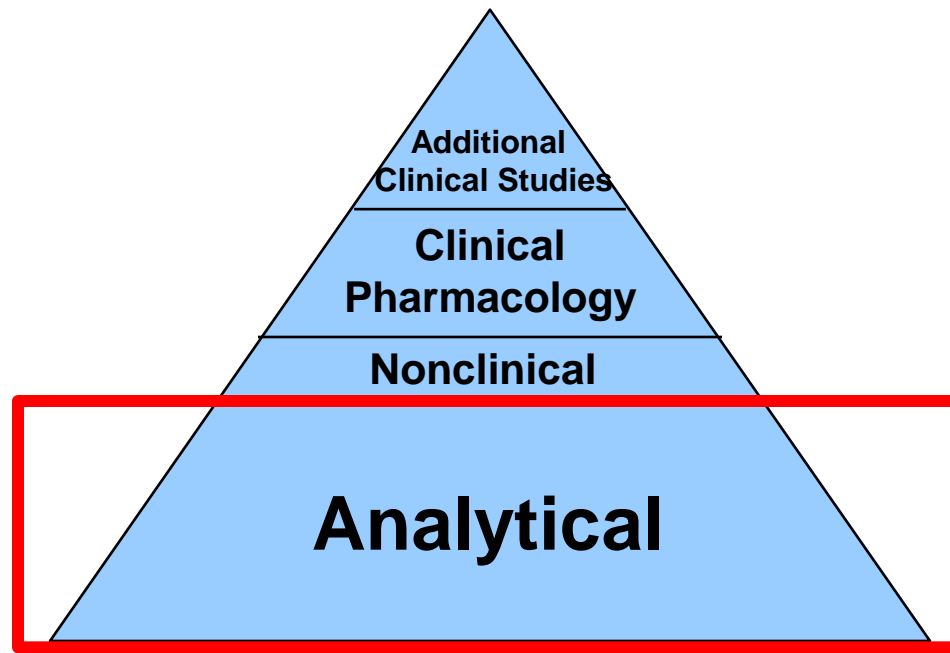 Additional
Clinical Studies
Clinical
Pharmacology
Nonclinical
Analytical